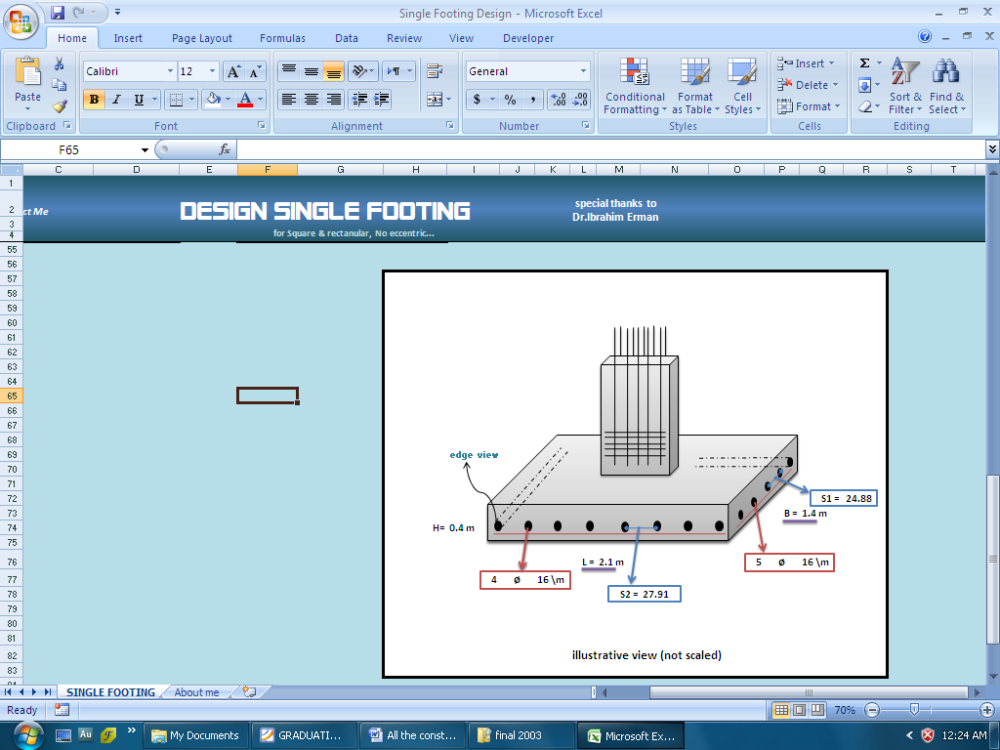 Single Footing Design - Microsoft Excel
Home Insert Page Layout Formulas Data Review View Developer
Calibri 12 General
Paste B I U $ % , Conditional Formatting Format as Table Cell Styles Insert Delete Format Σ Sort & Filter Find & Select
Clipboard Font Alignment Number Styles Cells Editing
F65 fx
C D E F G H I J K L M N O P Q R S T
1
2
3
4
ct Me
DESIGN SINGLE FOOTING
for Square & rectanular, No eccentric...
special thanks to
Dr.Ibrahim Erman
55
56
57
58
59
60
61
62
63
64
65
66
67
68
69
70
71
72
73
74
75
76
77
78
79
80
81
82
83
edge view
S1 = 24.88
B = 1.4 m
H= 0.4 m
L = 2.1 m
5 Ø 16 \m
4 Ø 16 \m
S2 = 27.91
illustrative view (not scaled)
SINGLE FOOTING About me
Ready 70%
My Documents GRADUATI... All the const... final 2003 Microsoft Ex... 12:24 AM